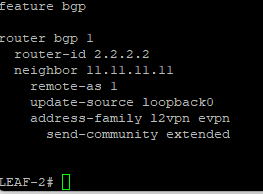 feature bgp
router bgp 1
router-id 2.2.2.2
neighbor 11.11.11.11
remote-as 1
update-source loopback0
address-family l2vpn evpn
send-community extended
LEAF-2#